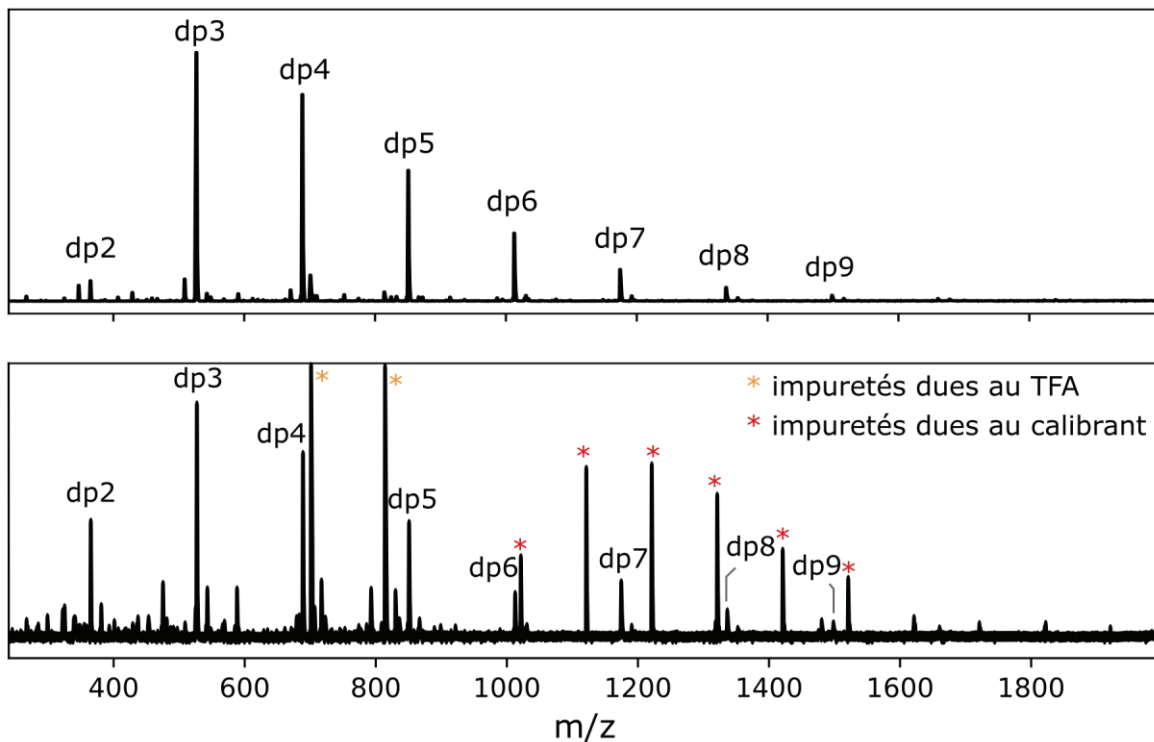 dp3
dp4
dp5
dp6
dp2
dp7
dp8
dp9
dp3
* impuretés dues au TFA
* impuretés dues au calibrant
* *
dp4
* * *
dp2
dp5
* *
dp8
dp6 * dp7 dp9 *
400 600 800 1000 1200 1400 1600 1800
m/z